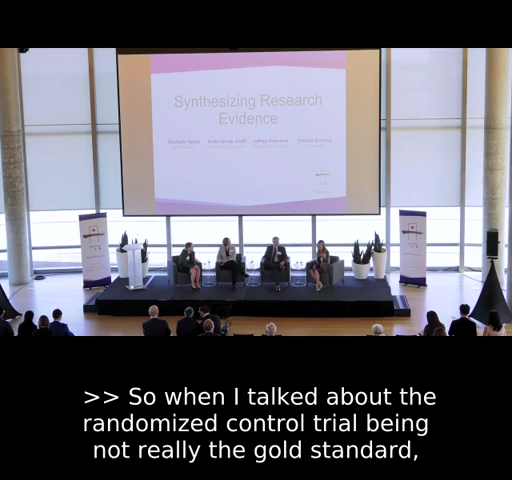 Synthesizing Research
Evidence
>> So when I talked about the
randomized control trial being
not really the gold standard,